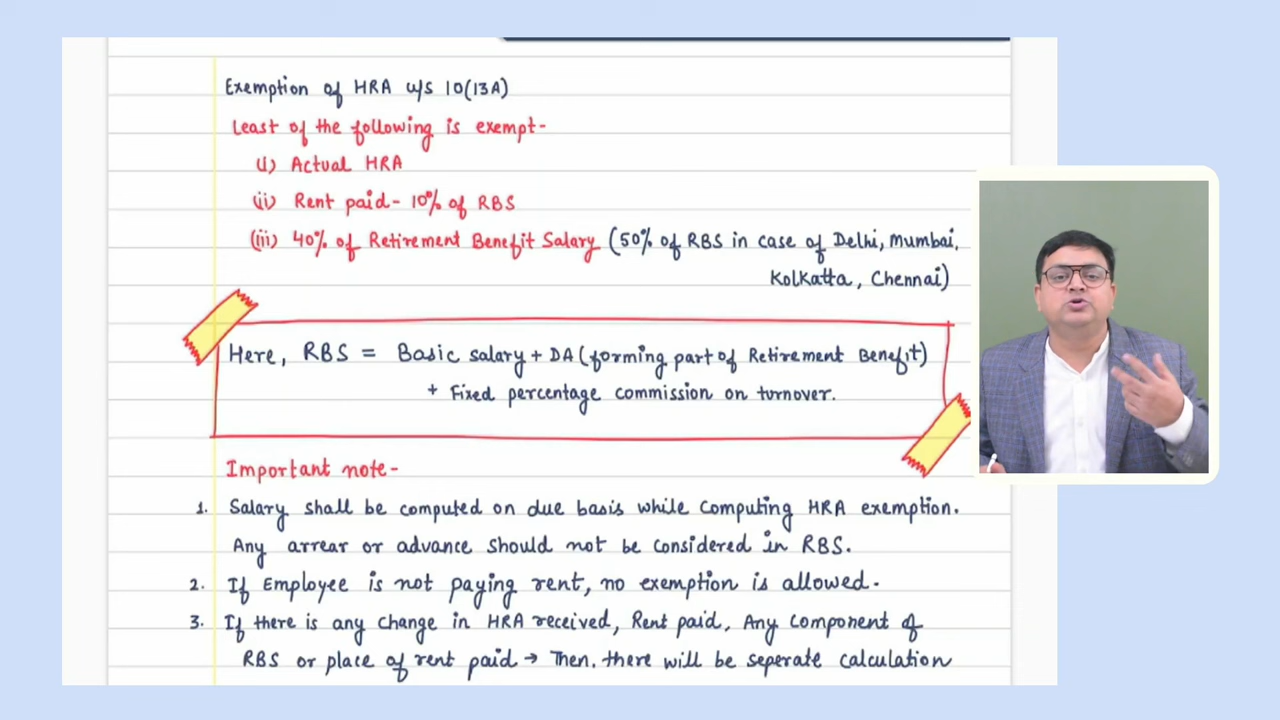 Exemption of HRA u/s 10(13A)
Least of the following is exempt-
(i) Actual HRA
(ii) Rent paid- 10% of RBS
(iii) 40% of Retirement Benefit Salary (50% of RBS in case of Delhi, Mumbai,
Kolkatta, Chennai)
Here, RBS = Basic salary + DA (forming part of Retirement Benefit)
+ Fixed percentage commission on turnover.
Important note-
1. Salary shall be computed on due basis while computing HRA exemption.
Any arrear or advance should not be considered in RBS.
2. If Employee is not paying rent, no exemption is allowed.
3. If there is any change in HRA received, Rent paid, Any component of
RBS or place of rent paid → Then, there will be seperate calculation